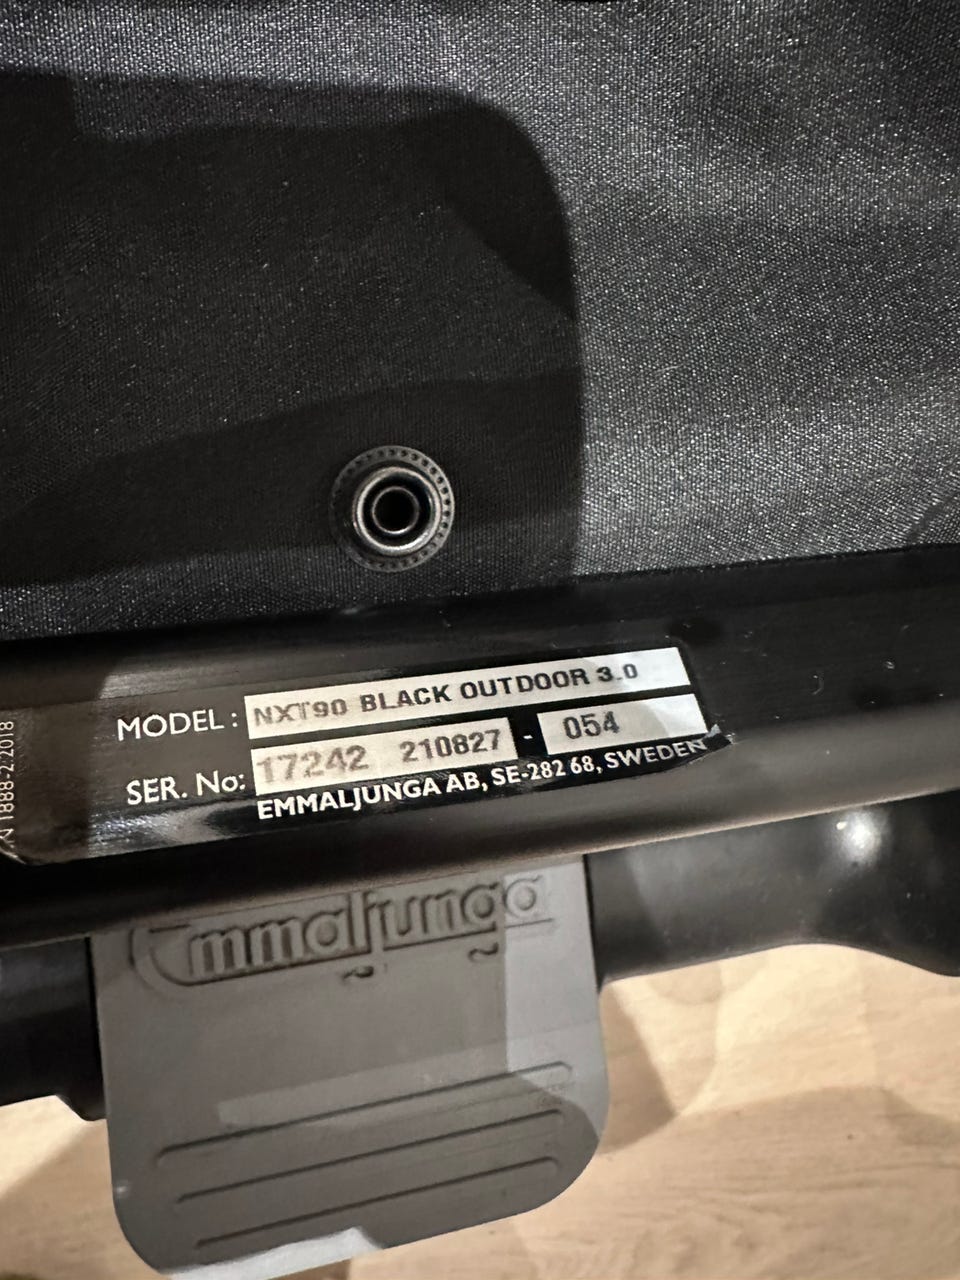 MODEL: NXT90 BLACK OUTDOOR 3.0
SER. No: 17242 210827 - 054
EMMALJUNGA AB, SE-282 68, SWEDEN
EN 1888-2:2018
Emmaljunga